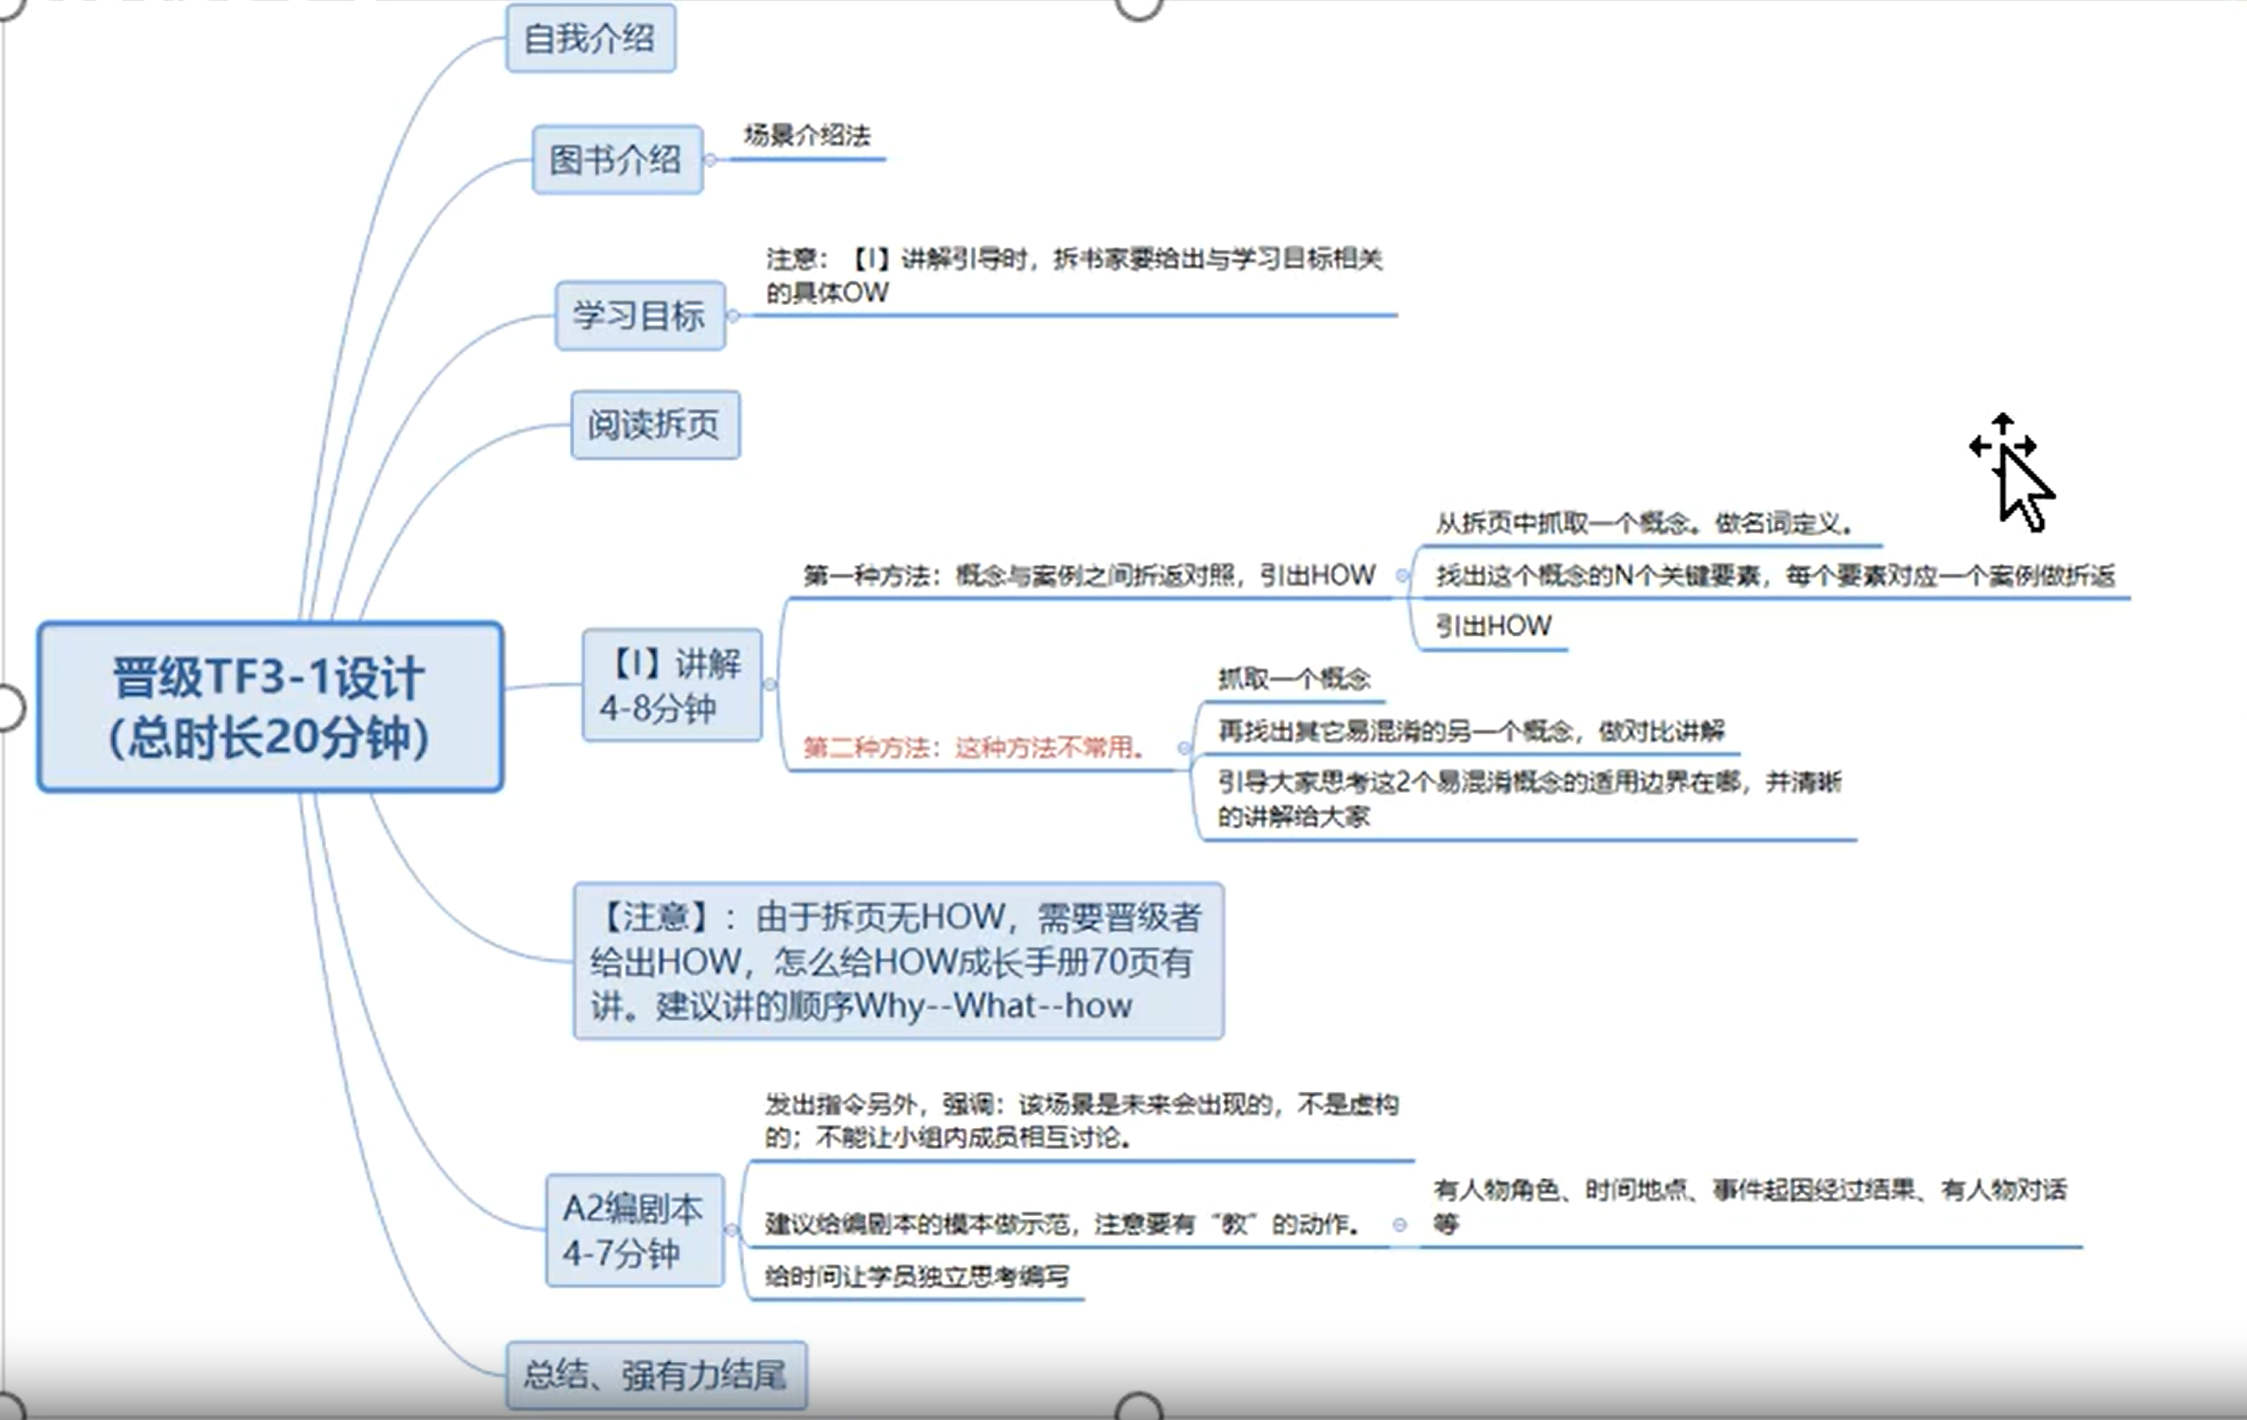 自我介绍
图书介绍
场景介绍法
注意：【I】讲解引导时，拆书家要给出与学习目标相关
的具体OW
学习目标
阅读拆页
从拆页中抓取一个概念。做名词定义。
第一种方法：概念与案例之间折返对照，引出HOW
找出这个概念的N个关键要素，每个要素对应一个案例做折返
引出HOW
晋级TF3-1设计
（总时长20分钟）
【I】讲解
4-8分钟
抓取一个概念
第二种方法：这种方法不常用。
再找出其它易混淆的另一个概念，做对比讲解
引导大家思考这2个易混淆概念的适用边界在哪，并清晰
的讲解给大家
【注意】：由于拆页无HOW，需要晋级者
给出HOW，怎么给HOW成长手册70页有
讲。建议讲的顺序Why--What--how
发出指令另外，强调：该场景是未来会出现的，不是虚构
的；不能让小组内成员相互讨论。
A2编剧本
4-7分钟
建议给编剧本的模本做示范，注意要有“教”的动作。
有人物角色、时间地点、事件起因经过结果、有人物对话
等
给时间让学员独立思考编写
总结、强有力结尾